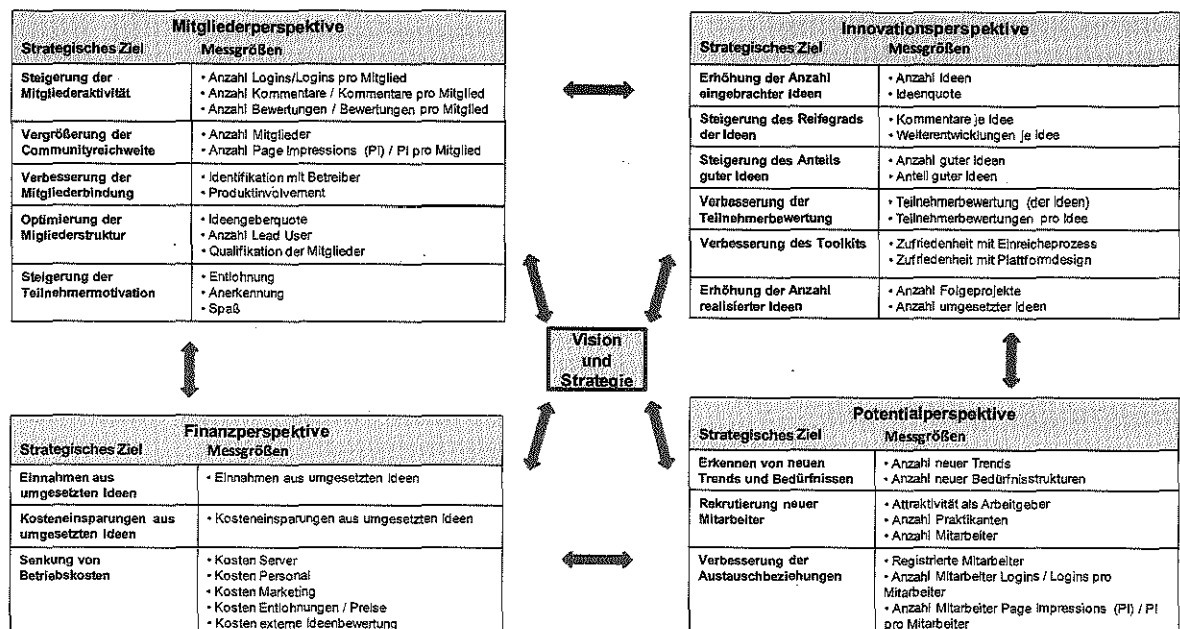 Mitgliederperspektive
Strategisches Ziel Messgrößen
Steigerung der Mitgliederaktivität
• Anzahl Logins/Logins pro Mitglied
• Anzahl Kommentare / Kommentare pro Mitglied
• Anzahl Bewertungen / Bewertungen pro Mitglied
Vergrößerung der Communityreichweite
• Anzahl Mitglieder
• Anzahl Page Impressions (PI) / PI pro Mitglied
Verbesserung der Mitgliederbindung
• Identifikation mit Betreiber
• Produktinvolvement
Optimierung der Migliederstruktur
• Ideengeberquote
• Anzahl Lead User
• Qualifikation der Mitglieder
Steigerung der Teilnehmermotivation
• Entlohnung
• Anerkennung
• Spaß
Innovationsperspektive
Strategisches Ziel Messgrößen
Erhöhung der Anzahl eingebrachter Ideen
• Anzahl Ideen
• Ideenquote
Steigerung des Reifegrads der Ideen
• Kommentare je Idee
• Weiterentwicklungen je Idee
Steigerung des Anteils guter Ideen
• Anzahl guter Ideen
• Anteil guter Ideen
Verbesserung der Teilnehmerbewertung
• Teilnehmerbewertung (der Ideen)
• Teilnehmerbewertungen pro Idee
Verbesserung des Toolkits
• Zufriedenheit mit Einreicheprozess
• Zufriedenheit mit Plattformdesign
Erhöhung der Anzahl realisierter Ideen
• Anzahl Folgeprojekte
• Anzahl umgesetzter Ideen
Vision
und
Strategie
Finanzperspektive
Strategisches Ziel Messgrößen
Einnahmen aus umgesetzten Ideen
• Einnahmen aus umgesetzten Ideen
Kosteneinsparungen aus umgesetzten Ideen
• Kosteneinsparungen aus umgesetzten Ideen
Senkung von Betriebskosten
• Kosten Server
• Kosten Personal
• Kosten Marketing
• Kosten Entlohnungen / Preise
• Kosten externe Ideenbewertung
Potentialperspektive
Strategisches Ziel Messgrößen
Erkennen von neuen Trends und Bedürfnissen
• Anzahl neuer Trends
• Anzahl neuer Bedürfnisstrukturen
Rekrutierung neuer Mitarbeiter
• Attraktivität als Arbeitgeber
• Anzahl Praktikanten
• Anzahl Mitarbeiter
Verbesserung der Austauschbeziehungen
• Registrierte Mitarbeiter
• Anzahl Mitarbeiter Logins / Logins pro
Mitarbeiter
• Anzahl Mitarbeiter Page Impressions (PI) / PI
pro Mitarbeiter